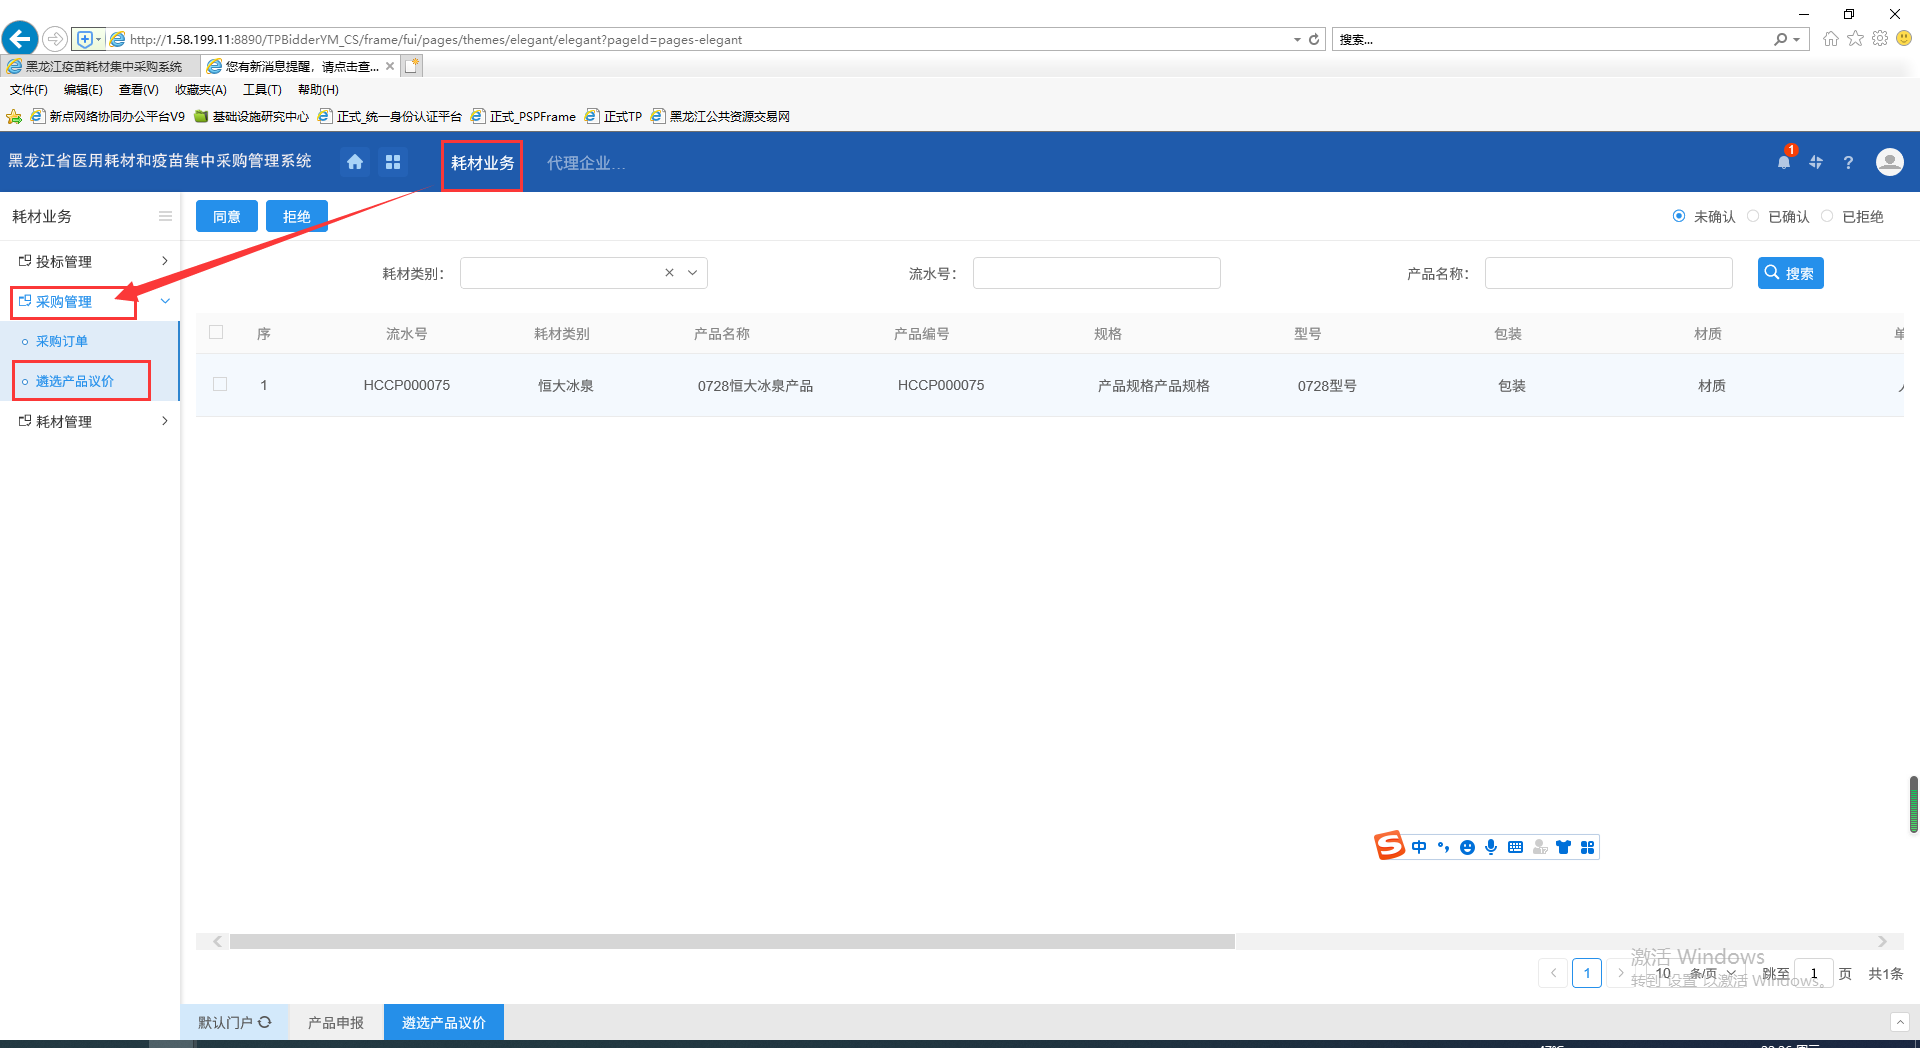 http://1.58.199.11:8890/TPBidderYM_CS/frame/fui/pages/themes/elegant/elegant?pageId=pages-elegant
搜索...
黑龙江疫苗耗材集中采购系统
您有新消息提醒，请点击查...
文件(F) 编辑(E) 查看(V) 收藏夹(A) 工具(T) 帮助(H)
新点网络协同办公平台V9 基础设施研究中心 正式_统一身份认证平台 正式_PSPFrame 正式TP 黑龙江公共资源交易网
黑龙江省医用耗材和疫苗集中采购管理系统 耗材业务 代理企业... 1 ?
耗材业务 同意 拒绝 未确认 已确认 已拒绝
投标管理
耗材类别： 流水号： 产品名称： 搜索
采购管理
序 流水号 耗材类别 产品名称 产品编号 规格 型号 包装 材质 单
采购订单
遴选产品议价
1 HCCP000075 恒大冰泉 0728恒大冰泉产品 HCCP000075 产品规格产品规格 0728型号 包装 材质
耗材管理
S 中
1 10 条/页 跳至 1 页 共1条
激活 Windows
转到"设置"以激活 Windows。
默认门户 产品申报 遴选产品议价